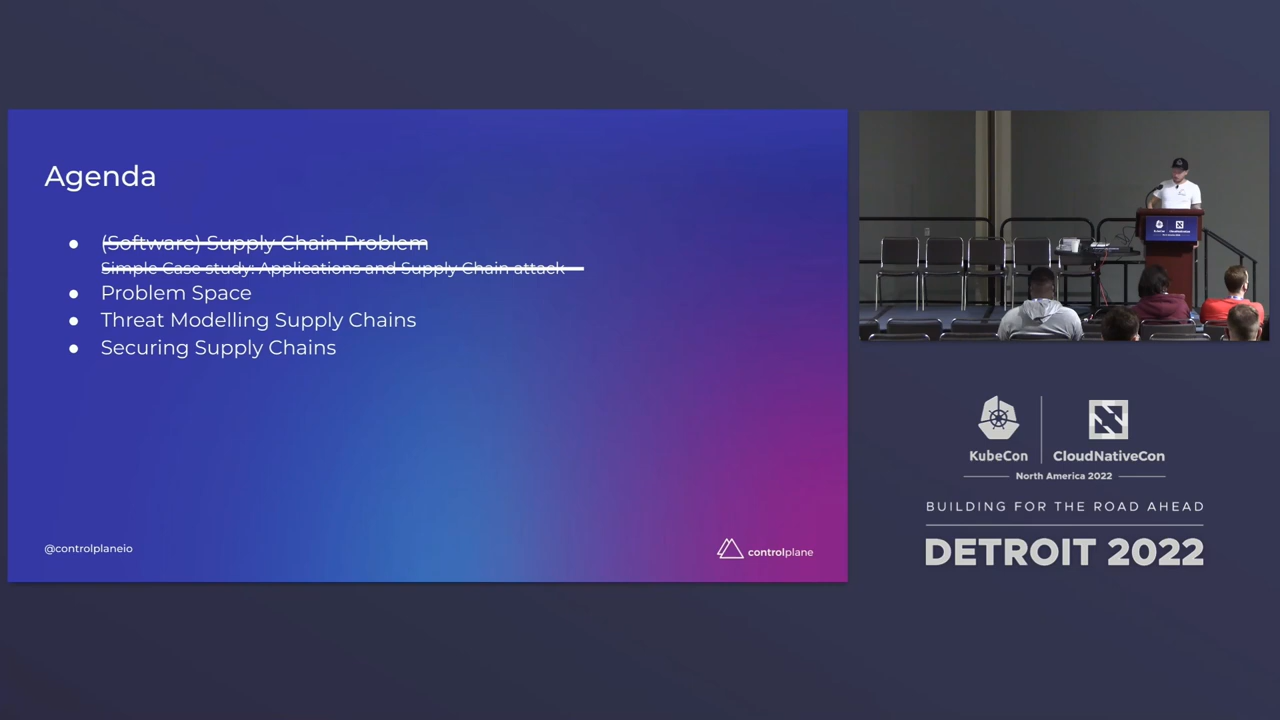 Agenda
(Software) Supply Chain Problem
Simple Case study: Applications and Supply Chain attack
Problem Space
Threat Modelling Supply Chains
Securing Supply Chains
@controlplaneio
controlplane
KubeCon
CloudNativeCon
North America 2022
BUILDING FOR THE ROAD AHEAD
DETROIT 2022